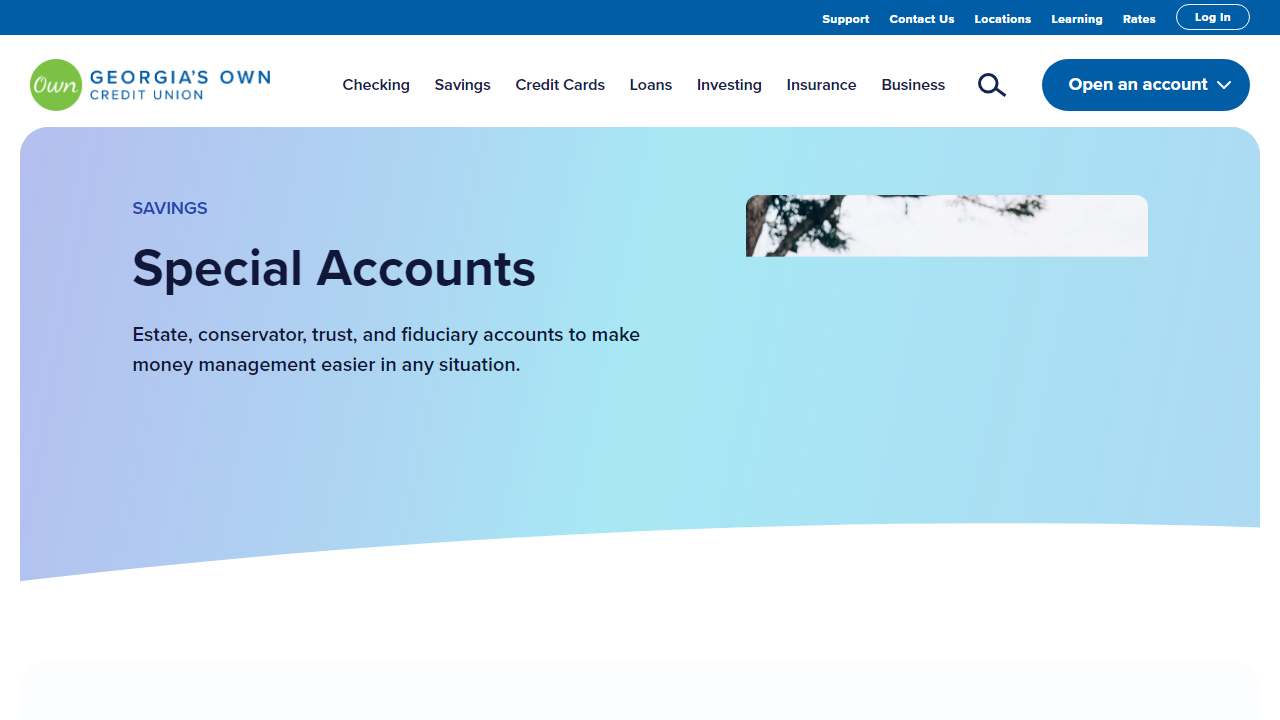 Support
Contact Us
Locations
Learning
Rates
Log In
Own
GEORGIA'S OWN
CREDIT UNION
Checking
Savings
Credit Cards
Loans
Investing
Insurance
Business
Open an account
SAVINGS
Special Accounts
Estate, conservator, trust, and fiduciary accounts to make
money management easier in any situation.